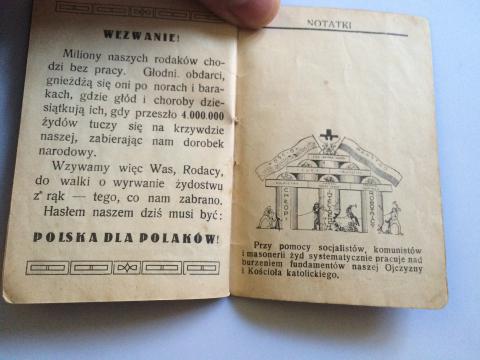 WEZWANIE!
Miliony naszych rodaków cho-
dzi bez pracy. Głodni, obdarci,
gnieżdżą się oni po norach i bara-
kach, gdzie głód i choroby dzie-
siątkują ich, gdy przeszło 4.000.000
żydów tuczy się na krzywdzie
naszej, zabierając nam dorobek
narodowy.
Wzywamy więc Was, Rodacy,
do walki o wyrwanie żydostwu
z rąk — tego, co nam zabrano.
Hasłem naszem dziś musi być:
POLSKA DLA POLAKÓW!
NOTATKI
CHŁOPI
Przy pomocy socjalistów, komunistów
i masonerii żyd systematycznie pracuje nad
burzeniem fundamentów naszej Ojczyzny
i Kościoła katolickiego.